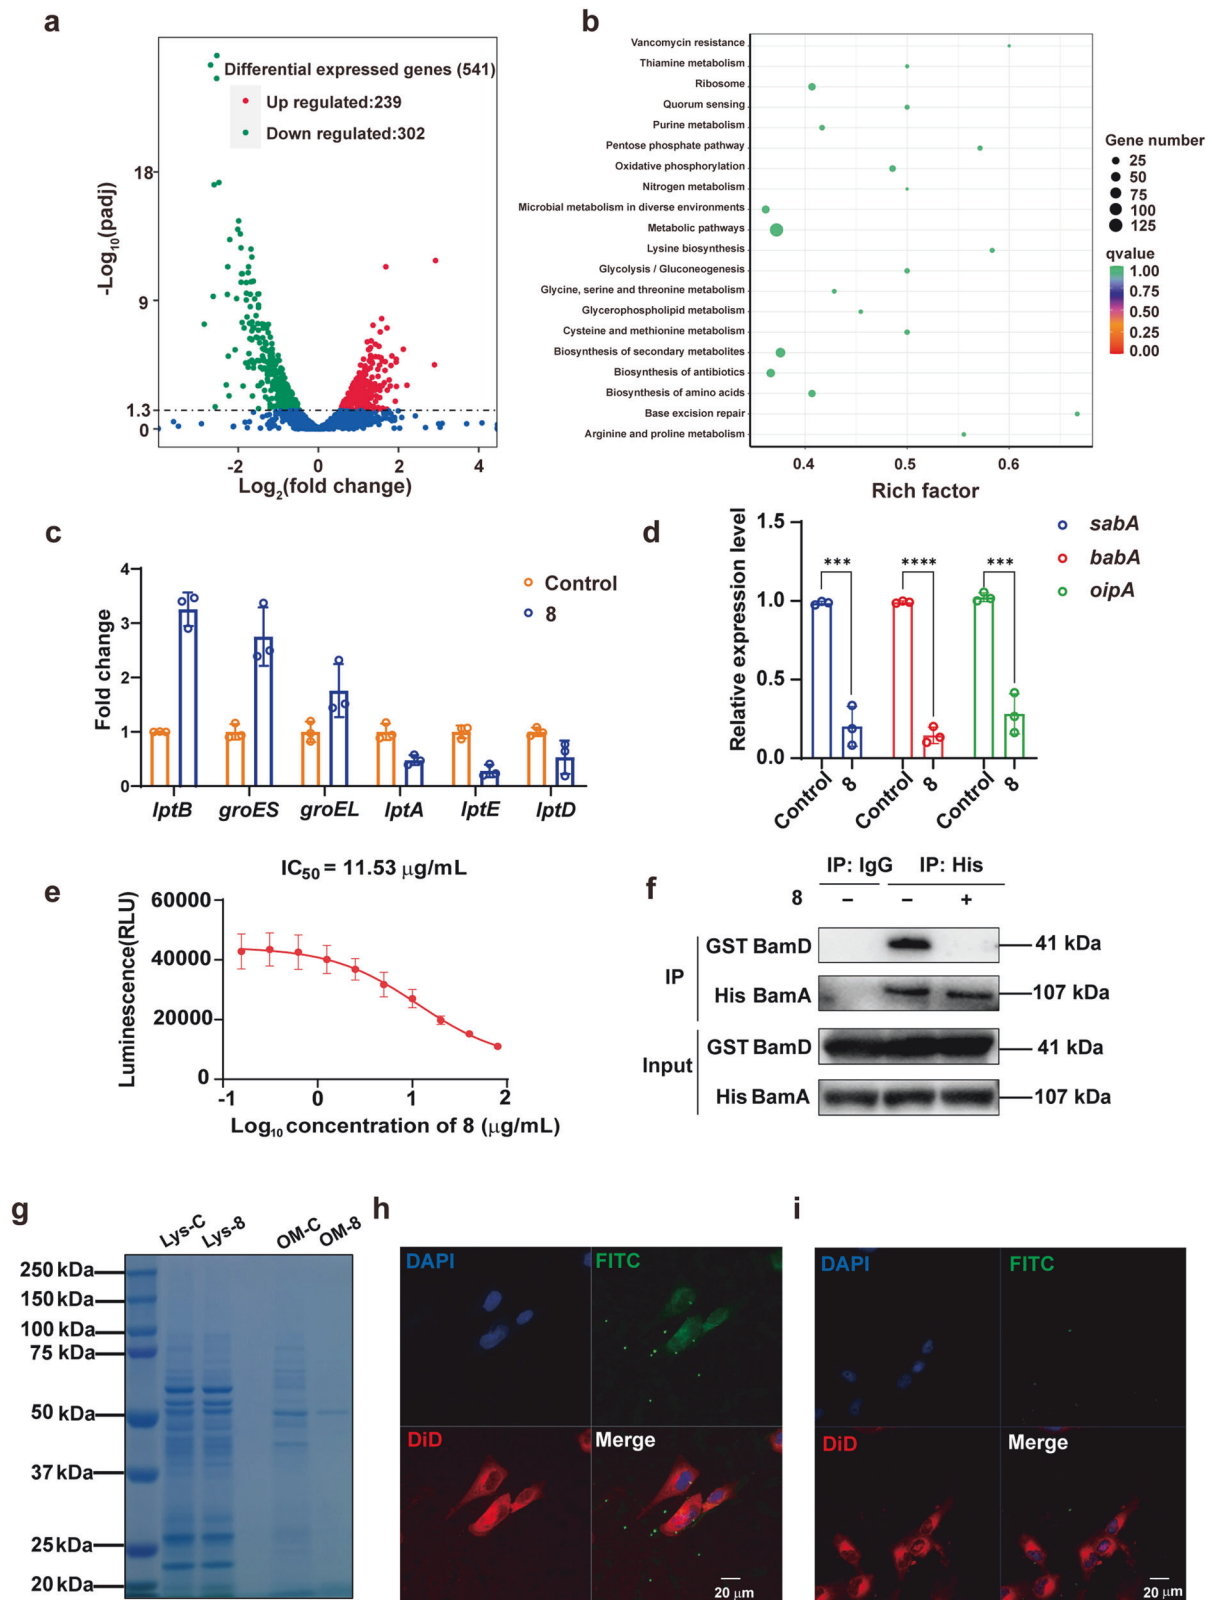 a
Differential expressed genes (541)
Up regulated:239
Down regulated:302
18
9
1.3
0
-Log10(padj)
-2
0
2
4
Log2(fold change)
b
Vancomycin resistance
Thiamine metabolism
Ribosome
Quorum sensing
Purine metabolism
Pentose phosphate pathway
Oxidative phosphorylation
Nitrogen metabolism
Microbial metabolism in diverse environments
Metabolic pathways
Lysine biosynthesis
Glycolysis / Gluconeogenesis
Glycine, serine and threonine metabolism
Glycerophospholipid metabolism
Cysteine and methionine metabolism
Biosynthesis of secondary metabolites
Biosynthesis of antibiotics
Biosynthesis of amino acids
Base excision repair
Arginine and proline metabolism
0.4
0.5
0.6
Rich factor
Gene number
25
50
75
100
125
qvalue
1.00
0.75
0.50
0.25
0.00
c
4
3
2
1
0
Fold change
Control
8
lptB
groES
groEL
lptA
lptE
lptD
d
1.5
1.0
0.5
0.0
Relative expression level
***
****
***
Control
8
Control
8
Control
8
sabA
babA
oipA
e
IC50 = 11.53 μg/mL
60000
40000
20000
0
Luminescence(RLU)
-1
0
1
2
Log10 concentration of 8 (μg/mL)
f
IP: IgG
IP: His
8
−
−
+
IP
GST BamD
41 kDa
His BamA
107 kDa
Input
GST BamD
41 kDa
His BamA
107 kDa
g
Lys-C
Lys-8
OM-C
OM-8
250 kDa
150 kDa
100 kDa
75 kDa
50 kDa
37 kDa
25 kDa
20 kDa
h
DAPI
FITC
DiD
Merge
20 μm
i
DAPI
FITC
DiD
Merge
20 μm